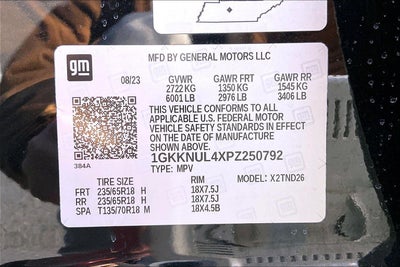 gm
MFD BY GENERAL MOTORS LLC
08/23 GVWR GAWR FRT GAWR RR
2722 KG 1350 KG 1545 KG
6001 LB 2976 LB 3406 LB
THIS VEHICLE CONFORMS TO ALL
APPLICABLE U.S. FEDERAL MOTOR
VEHICLE SAFETY STANDARDS IN EFFECT
ON THE DATE OF MANUFACTURE
SHOWN ABOVE.
1GKKNUL4XPZ250792
384A TYPE: MPV
TIRE SIZE RIM MODEL: X2TND26
FRT 235/65R18 H 18X7.5J
RR 235/65R18 H 18X7.5J
SPA T135/70R18 M 18X4.5B